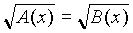 √A(x) = √B(x)